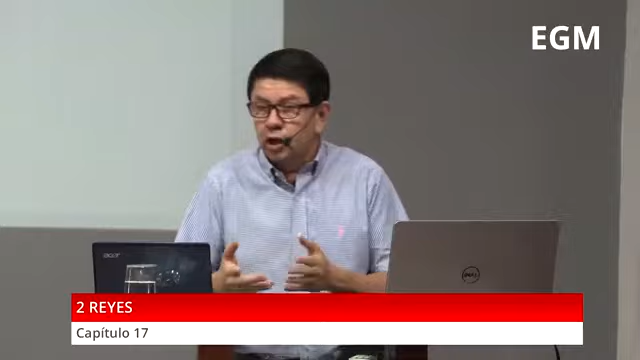 EGM
acer
DELL
2 REYES
Capítulo 17